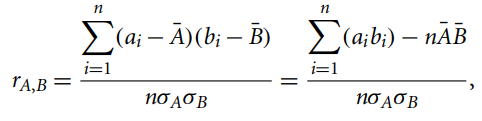 r_{A,B} = \frac{\sum_{i=1}^{n}(a_i - \bar{A})(b_i - \bar{B})}{n\sigma_A\sigma_B} = \frac{\sum_{i=1}^{n}(a_i b_i) - n\bar{A}\bar{B}}{n\sigma_A\sigma_B},